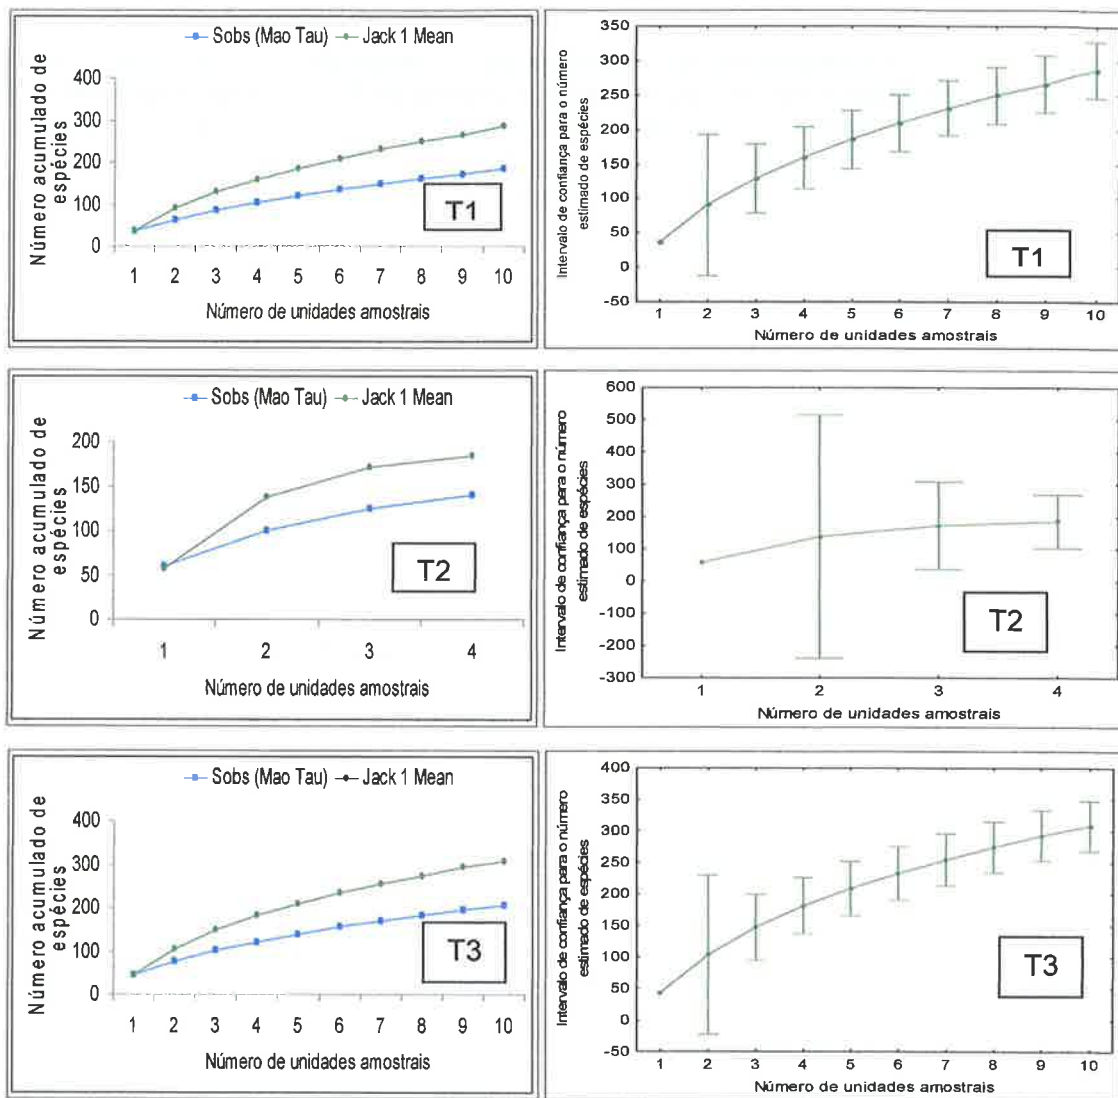 Sobs (Mao Tau) Jack 1 Mean
Número acumulado de
espécies
400
300
200
100
0
T1
1 2 3 4 5 6 7 8 9 10
Número de unidades amostrais
Intervalo de confiança para o número
estimado de espécies
350
300
250
200
150
100
50
0
-50
T1
1 2 3 4 5 6 7 8 9 10
Número de unidades amostrais
Sobs (Mao Tau) Jack 1 Mean
Número acumulado de
espécies
200
150
100
50
0
T2
1 2 3 4
Número de unidades amostrais
Intervalo de confiança para o número
estimado de espécies
600
500
400
300
200
100
0
-100
-200
-300
T2
1 2 3 4
Número de unidades amostrais
Sobs (Mao Tau) Jack 1 Mean
Número acumulado de
espécies
400
300
200
100
0
T3
1 2 3 4 5 6 7 8 9 10
Número de unidades amostrais
Intervalo de confiança para o número
estimado de espécies
400
350
300
250
200
150
100
50
0
-50
T3
1 2 3 4 5 6 7 8 9 10
Número de unidades amostrais